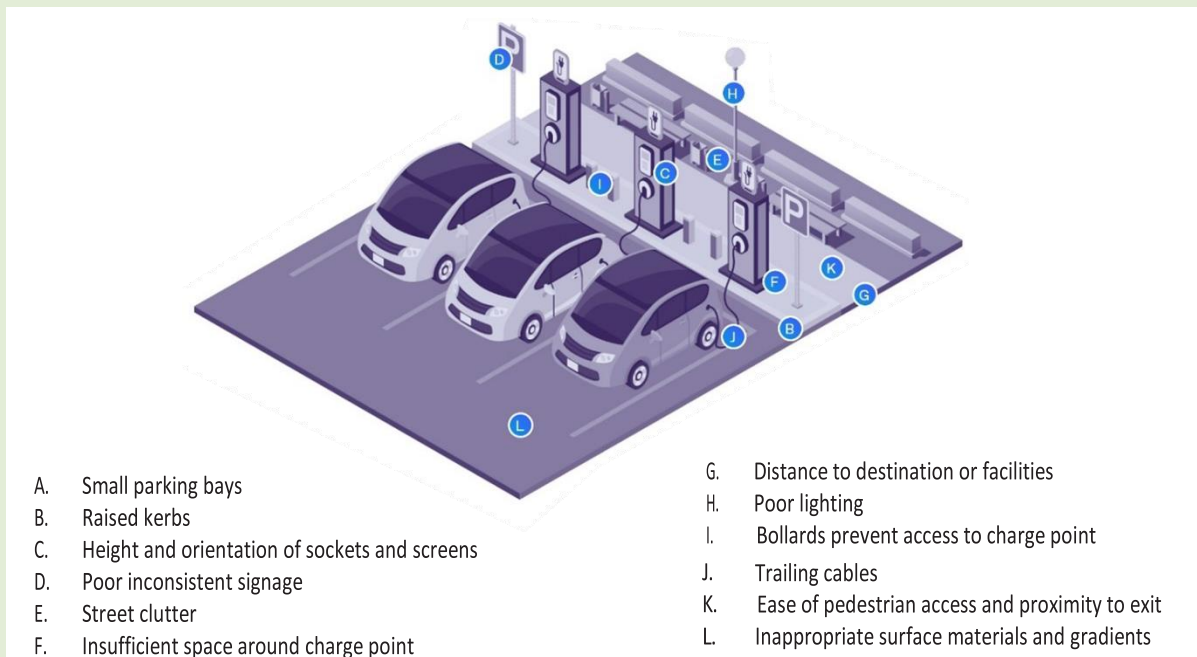 D
P
H
E
C
I
P
K
F
G
B
J
L
A. Small parking bays
B. Raised kerbs
C. Height and orientation of sockets and screens
D. Poor inconsistent signage
E. Street clutter
F. Insufficient space around charge point
G. Distance to destination or facilities
H. Poor lighting
I. Bollards prevent access to charge point
J. Trailing cables
K. Ease of pedestrian access and proximity to exit
L. Inappropriate surface materials and gradients